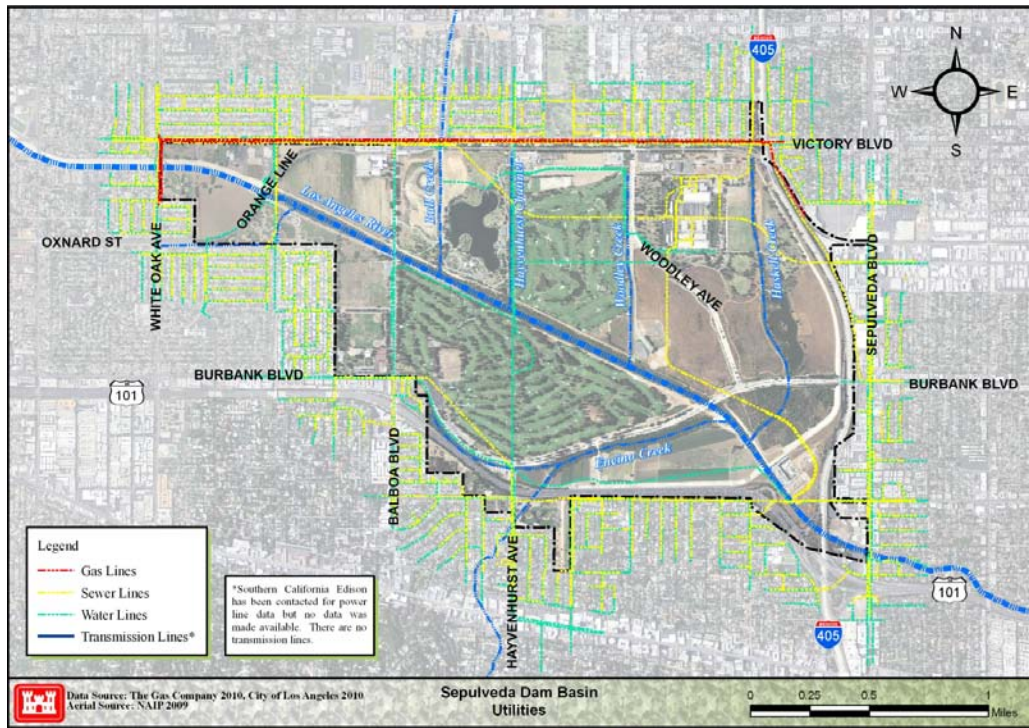 405
N
W
E
S
VICTORY BLVD
ORANGE LINE
Los Angeles River
Bull Creek
Hayvenhurst Channel
Woodley Creek
Haskell Creek
WOODLEY AVE
OXNARD ST
WHITE OAK AVE
SEPULVEDA BLVD
BURBANK BLVD
BURBANK BLVD
101
BALBOA BLVD
Encino Creek
HAYVENHURST AVE
101
405
Legend
Gas Lines
Sewer Lines
Water Lines
Transmission Lines*
*Southern California Edison
has been contacted for power
line data but no data was
made available. There are no
transmission lines.
Data Source: The Gas Company 2010, City of Los Angeles 2010
Aerial Source: NAIP 2009
Sepulveda Dam Basin
Utilities
0 0.25 0.5 1
Miles